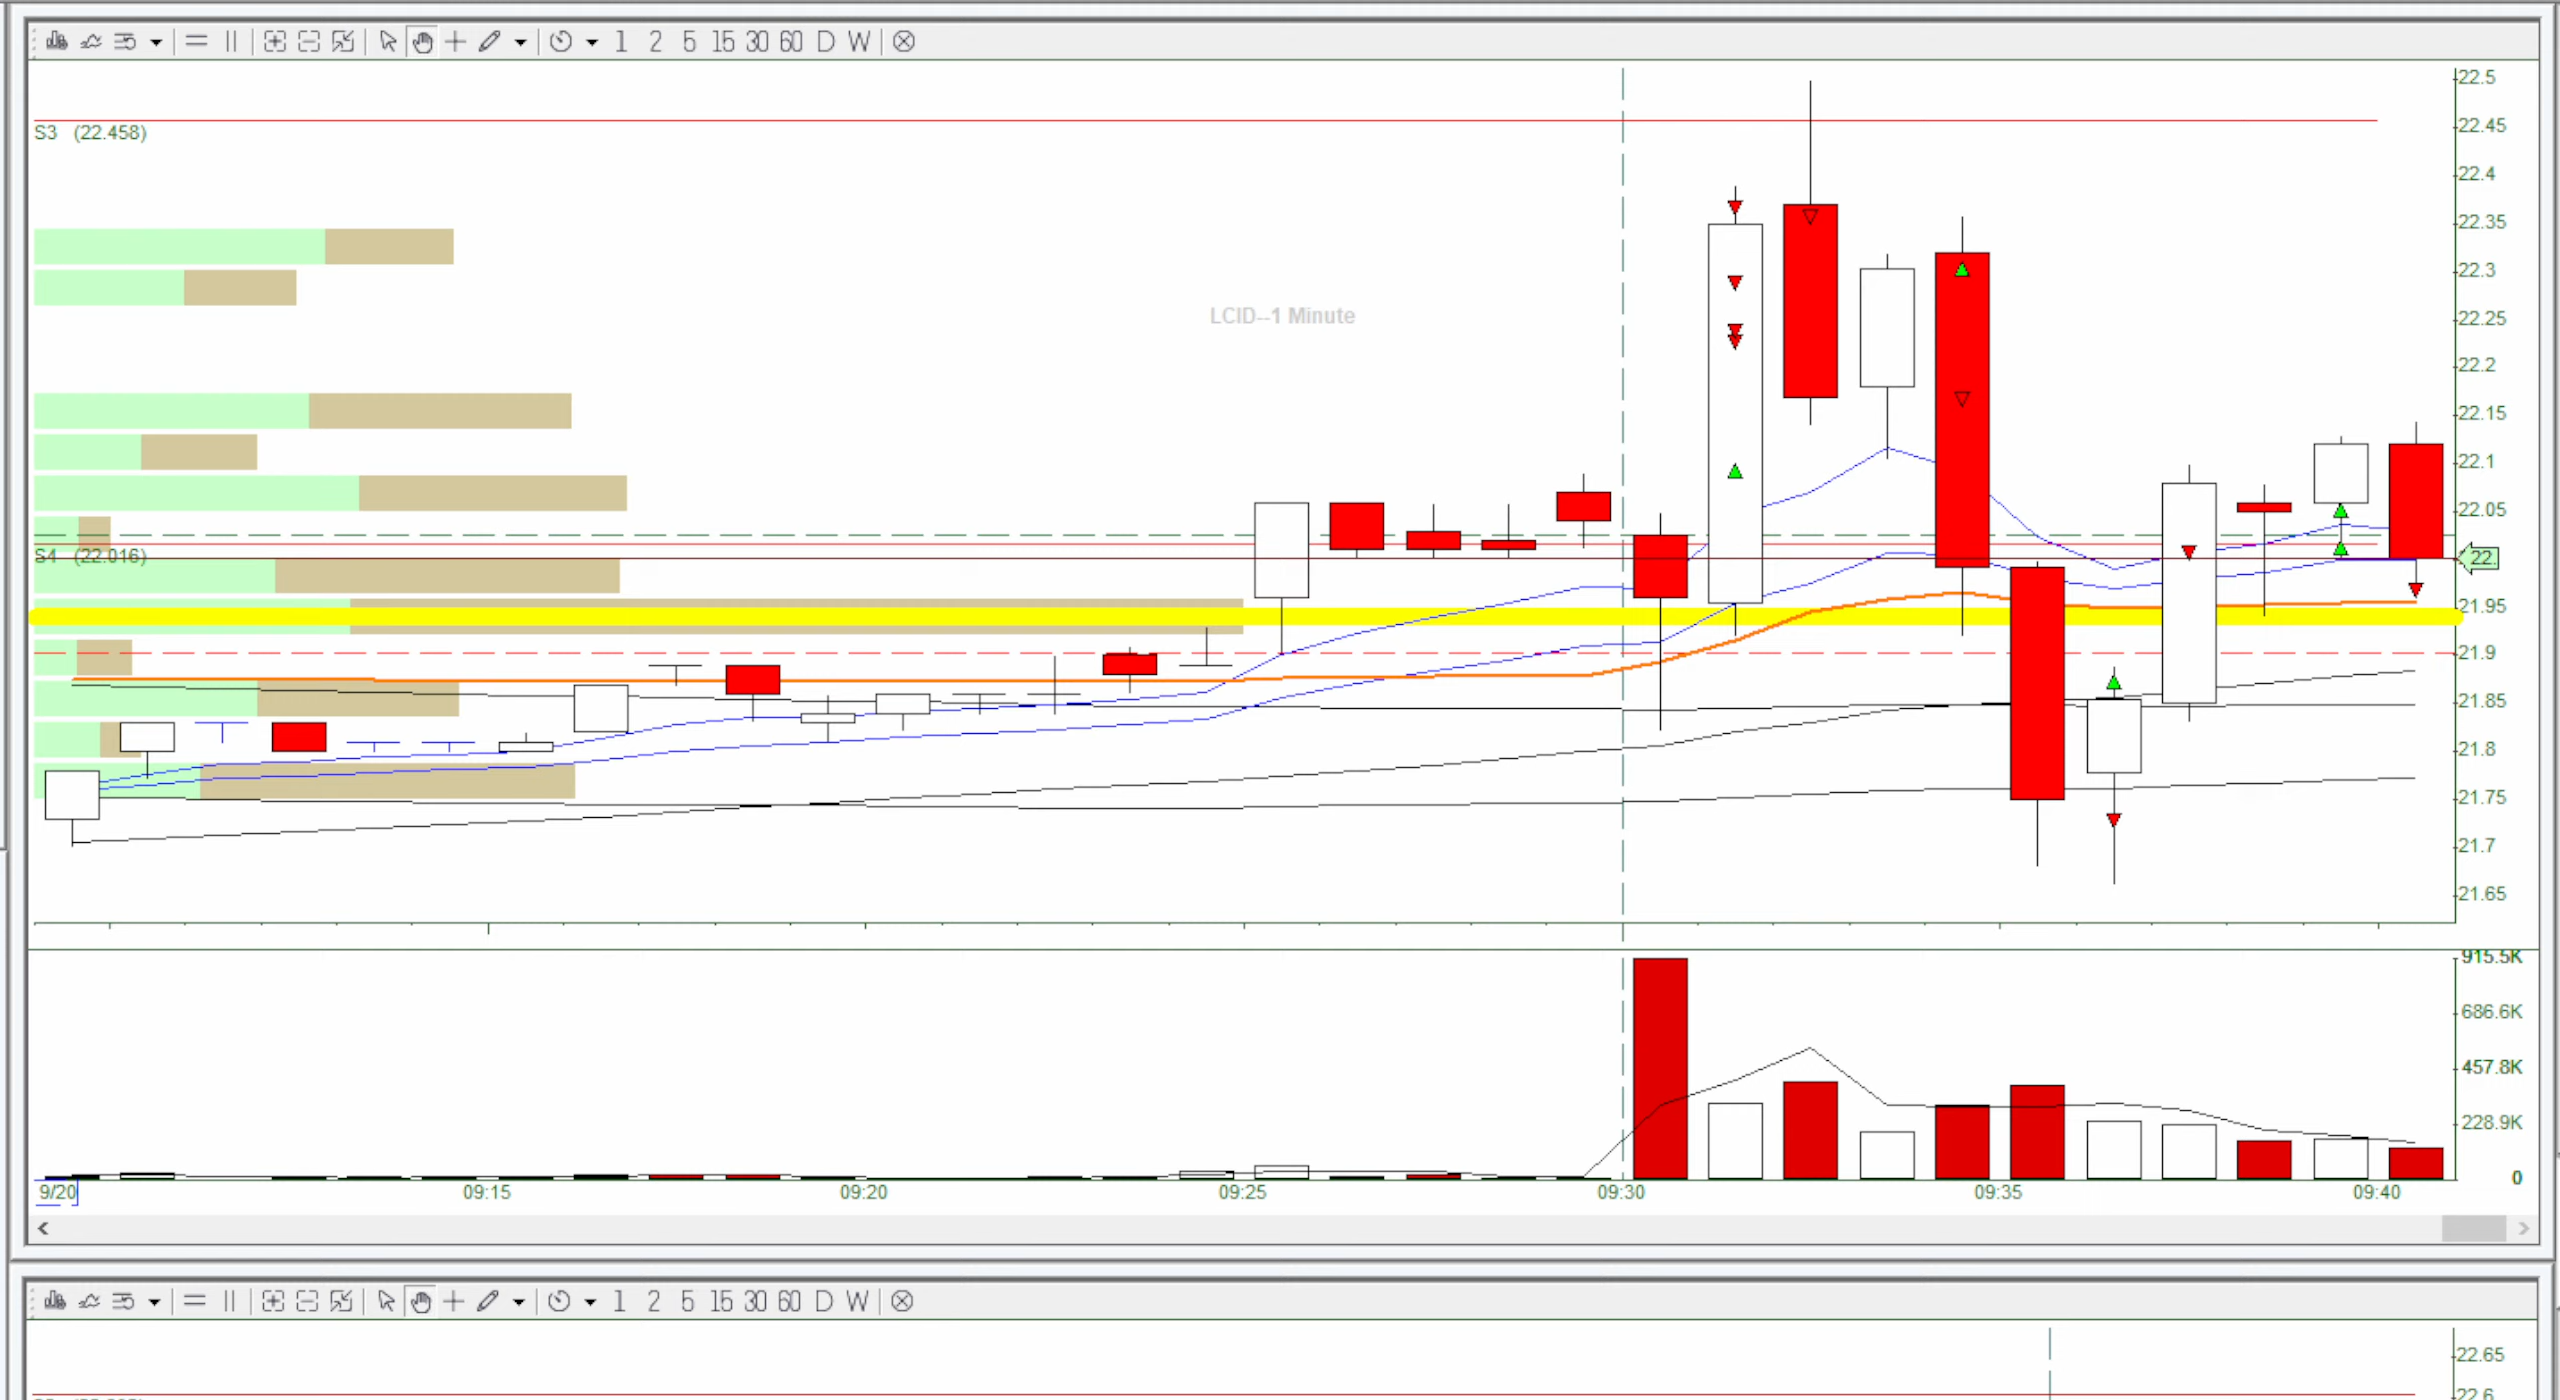 1 2 5 15 30 60 D W
22.5
S3 (22.458)
22.45
22.4
22.35
22.3
LCID--1 Minute
22.25
22.2
22.15
22.1
22.05
S4 (22.016)
22.
21.95
21.9
21.85
21.8
21.75
21.7
21.65
915.5K
686.6K
457.8K
228.9K
0
9/20 09:15 09:20 09:25 09:30 09:35 09:40
1 2 5 15 30 60 D W
22.65
22.6